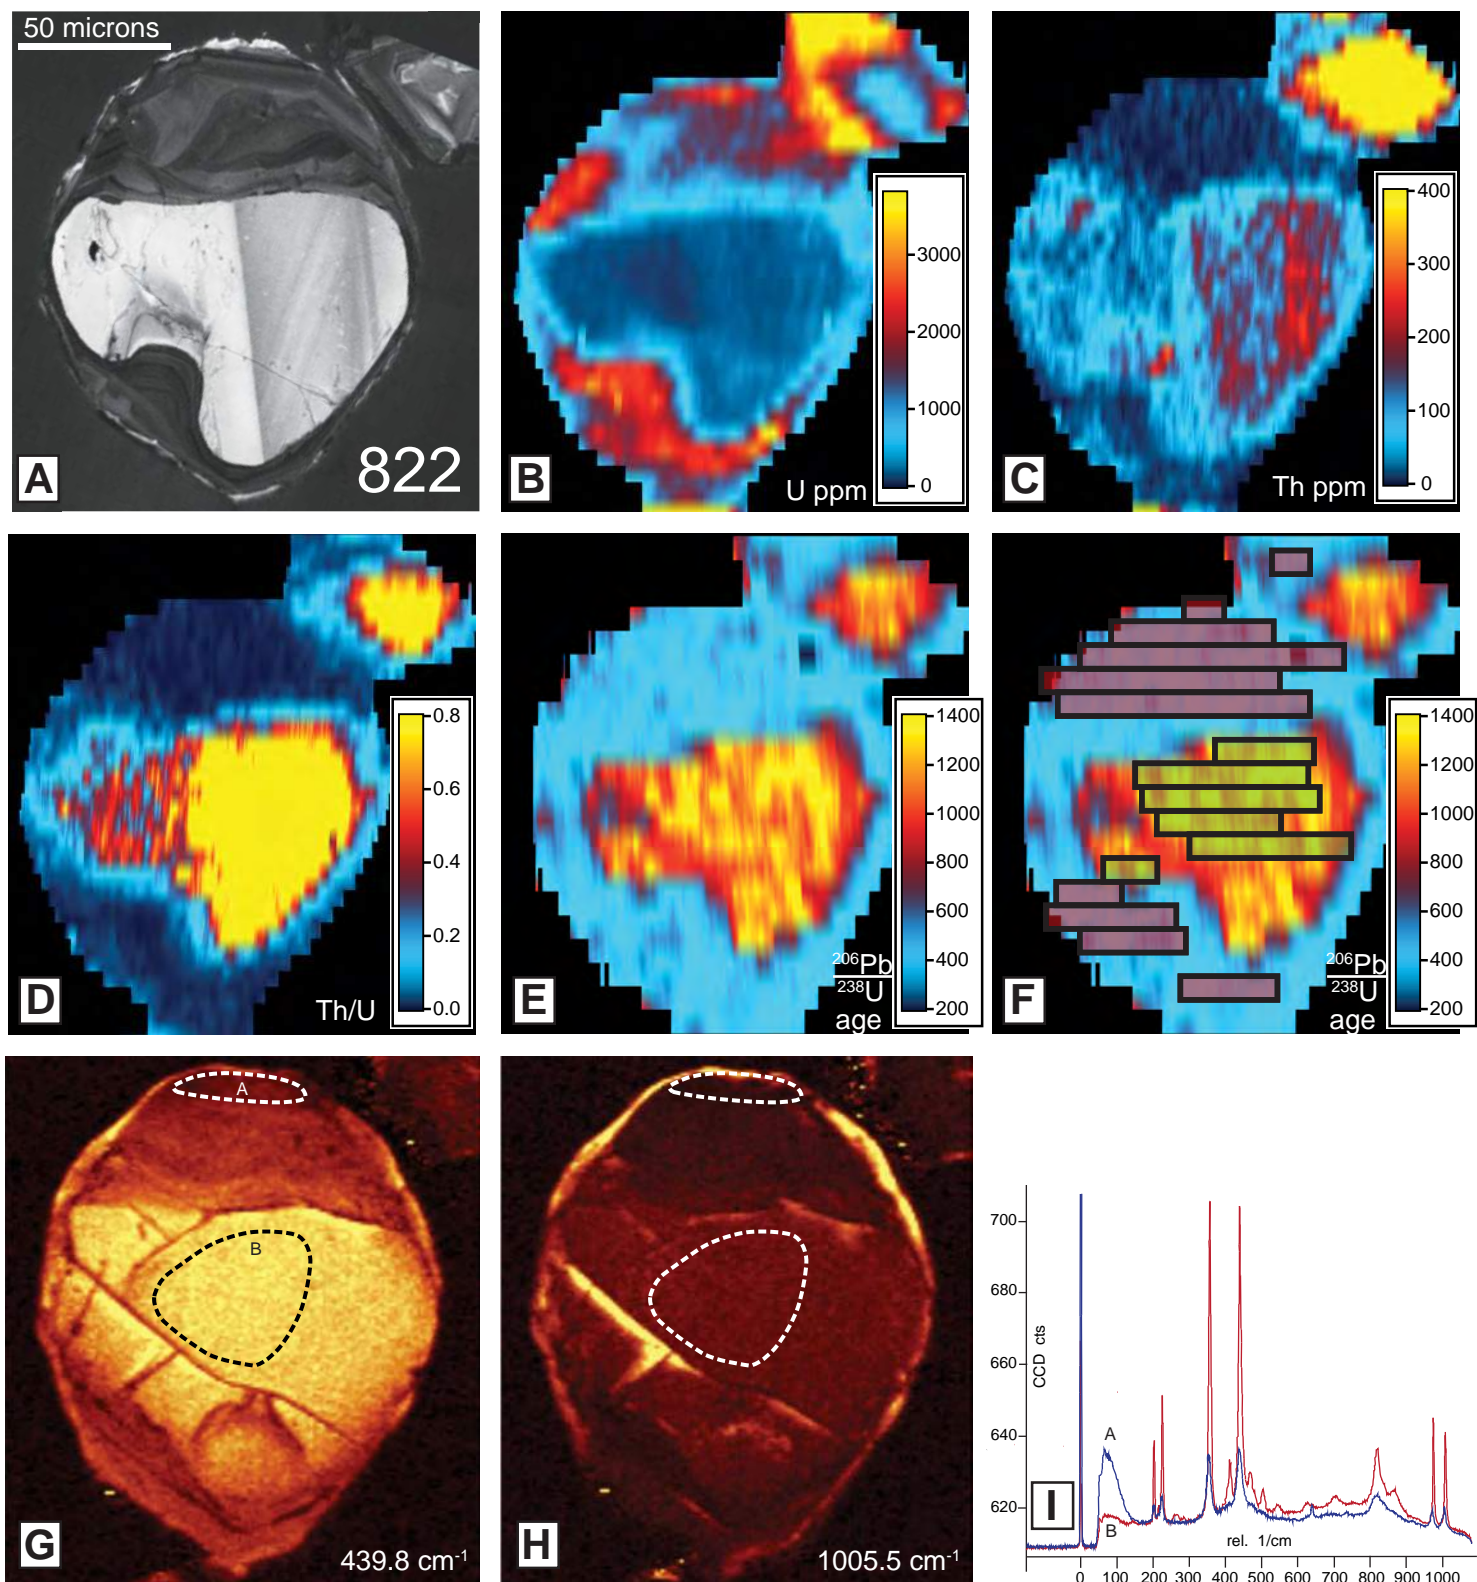 50 microns
822
A
3000
2000
1000
0
U ppm
B
400
300
200
100
0
Th ppm
C
0.8
0.6
0.4
0.2
0.0
Th/U
D
1400
1200
1000
800
600
400
200
206Pb
238U
age
E
1400
1200
1000
800
600
400
200
206Pb
238U
age
F
A
B
439.8 cm-1
G
1005.5 cm-1
H
700
680
660
640
620
CCD cts
A
B
rel. 1/cm
I
0 100 200 300 400 500 600 700 800 900 1000